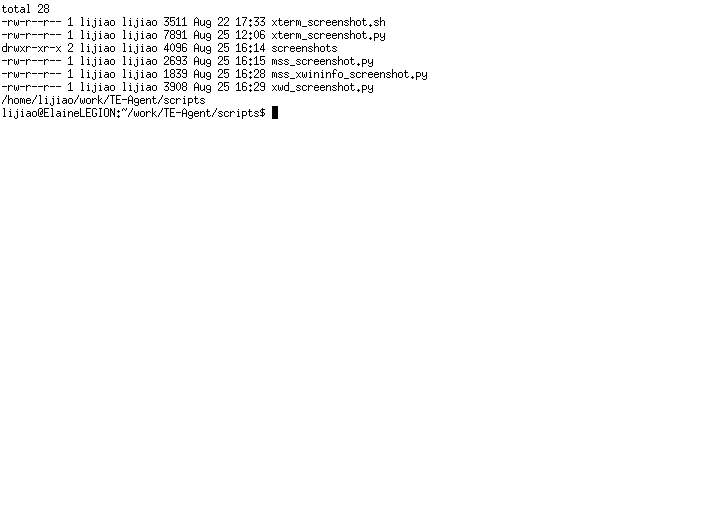 total 28
-rw-r--r-- 1 lijiao lijiao 3511 Aug 22 17:33 xterm_screenshot.sh
-rw-r--r-- 1 lijiao lijiao 7891 Aug 25 12:06 xterm_screenshot.py
drwxr-xr-x 2 lijiao lijiao 4096 Aug 25 16:14 screenshots
-rw-r--r-- 1 lijiao lijiao 2693 Aug 25 16:15 mss_screenshot.py
-rw-r--r-- 1 lijiao lijiao 1839 Aug 25 16:28 mss_xwininfo_screenshot.py
-rw-r--r-- 1 lijiao lijiao 3908 Aug 25 16:29 xwd_screenshot.py
/home/lijiao/work/TE-Agent/scripts
lijiao@ElaineLEGION:~/work/TE-Agent/scripts$